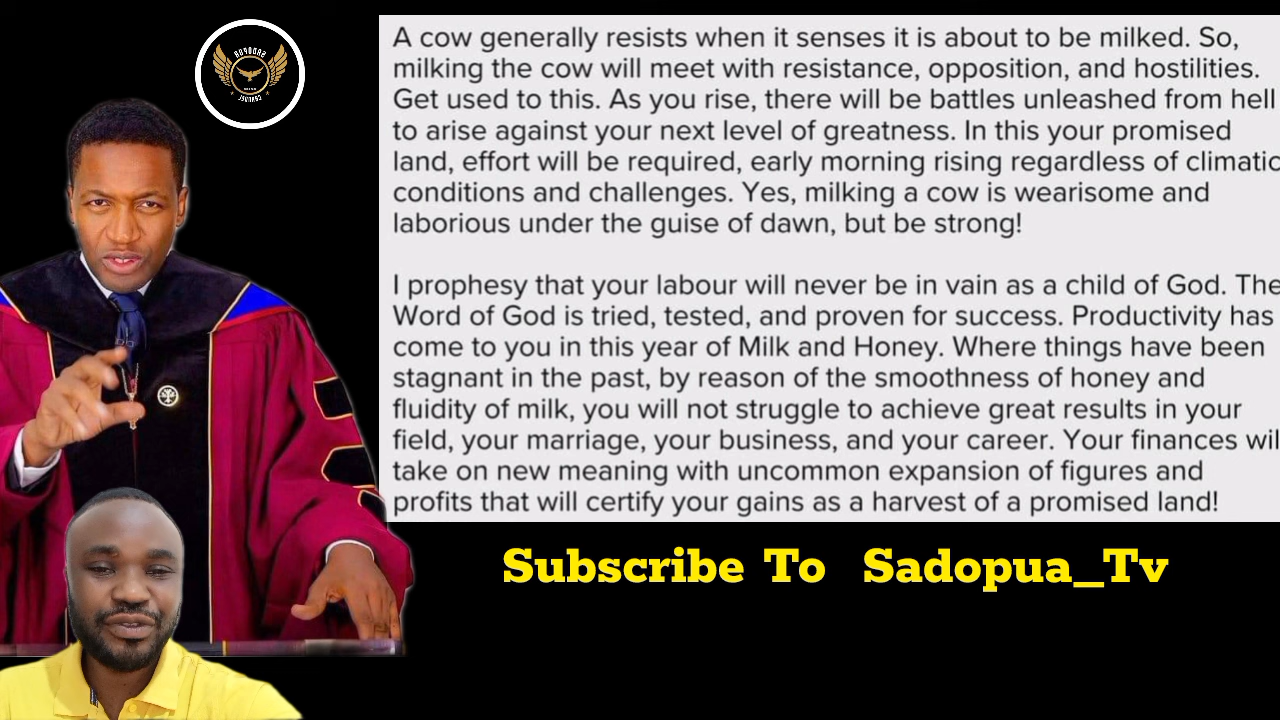 A cow generally resists when it senses it is about to be milked. So,
milking the cow will meet with resistance, opposition, and hostilities.
Get used to this. As you rise, there will be battles unleashed from hell
to arise against your next level of greatness. In this your promised
land, effort will be required, early morning rising regardless of climatic
conditions and challenges. Yes, milking a cow is wearisome and
laborious under the guise of dawn, but be strong!
I prophesy that your labour will never be in vain as a child of God. The
Word of God is tried, tested, and proven for success. Productivity has
come to you in this year of Milk and Honey. Where things have been
stagnant in the past, by reason of the smoothness of honey and
fluidity of milk, you will not struggle to achieve great results in your
field, your marriage, your business, and your career. Your finances wil
take on new meaning with uncommon expansion of figures and
profits that will certify your gains as a harvest of a promised land!
Subscribe To Sadopua_Tv